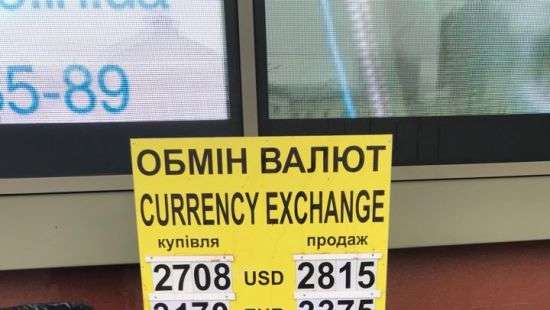 5-89
ОБМІН ВАЛЮТ
CURRENCY EXCHANGE
купівля продаж
2708 USD 2815